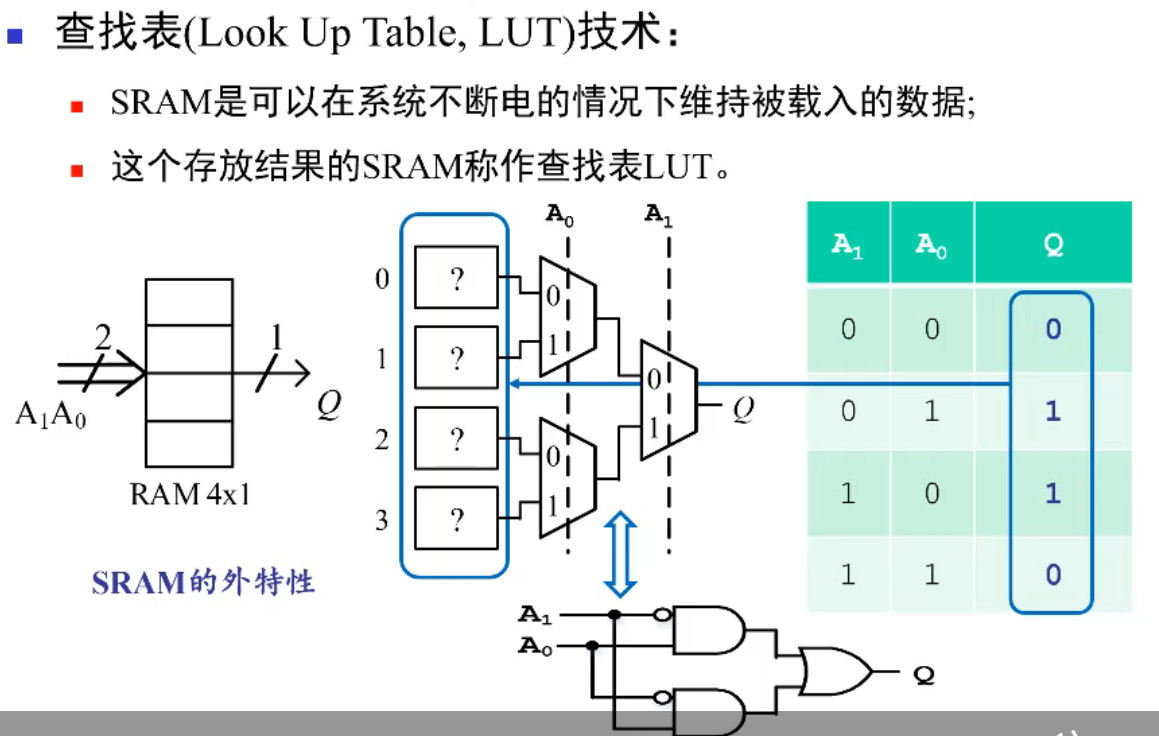 查找表(Look Up Table, LUT)技术：
SRAM是可以在系统不断电的情况下维持被载入的数据;
这个存放结果的SRAM称作查找表LUT。
A₀ A₁
A₁ A₀ Q
0 ? 0
0 0 0
2 1
1 ? 1
0
A₁A₀ Q
1 Q
0 1 1
2 ? 0
1 0 1
RAM 4x1
3 ? 1
SRAM的外特性
1 1 0
A₁
A₀
Q